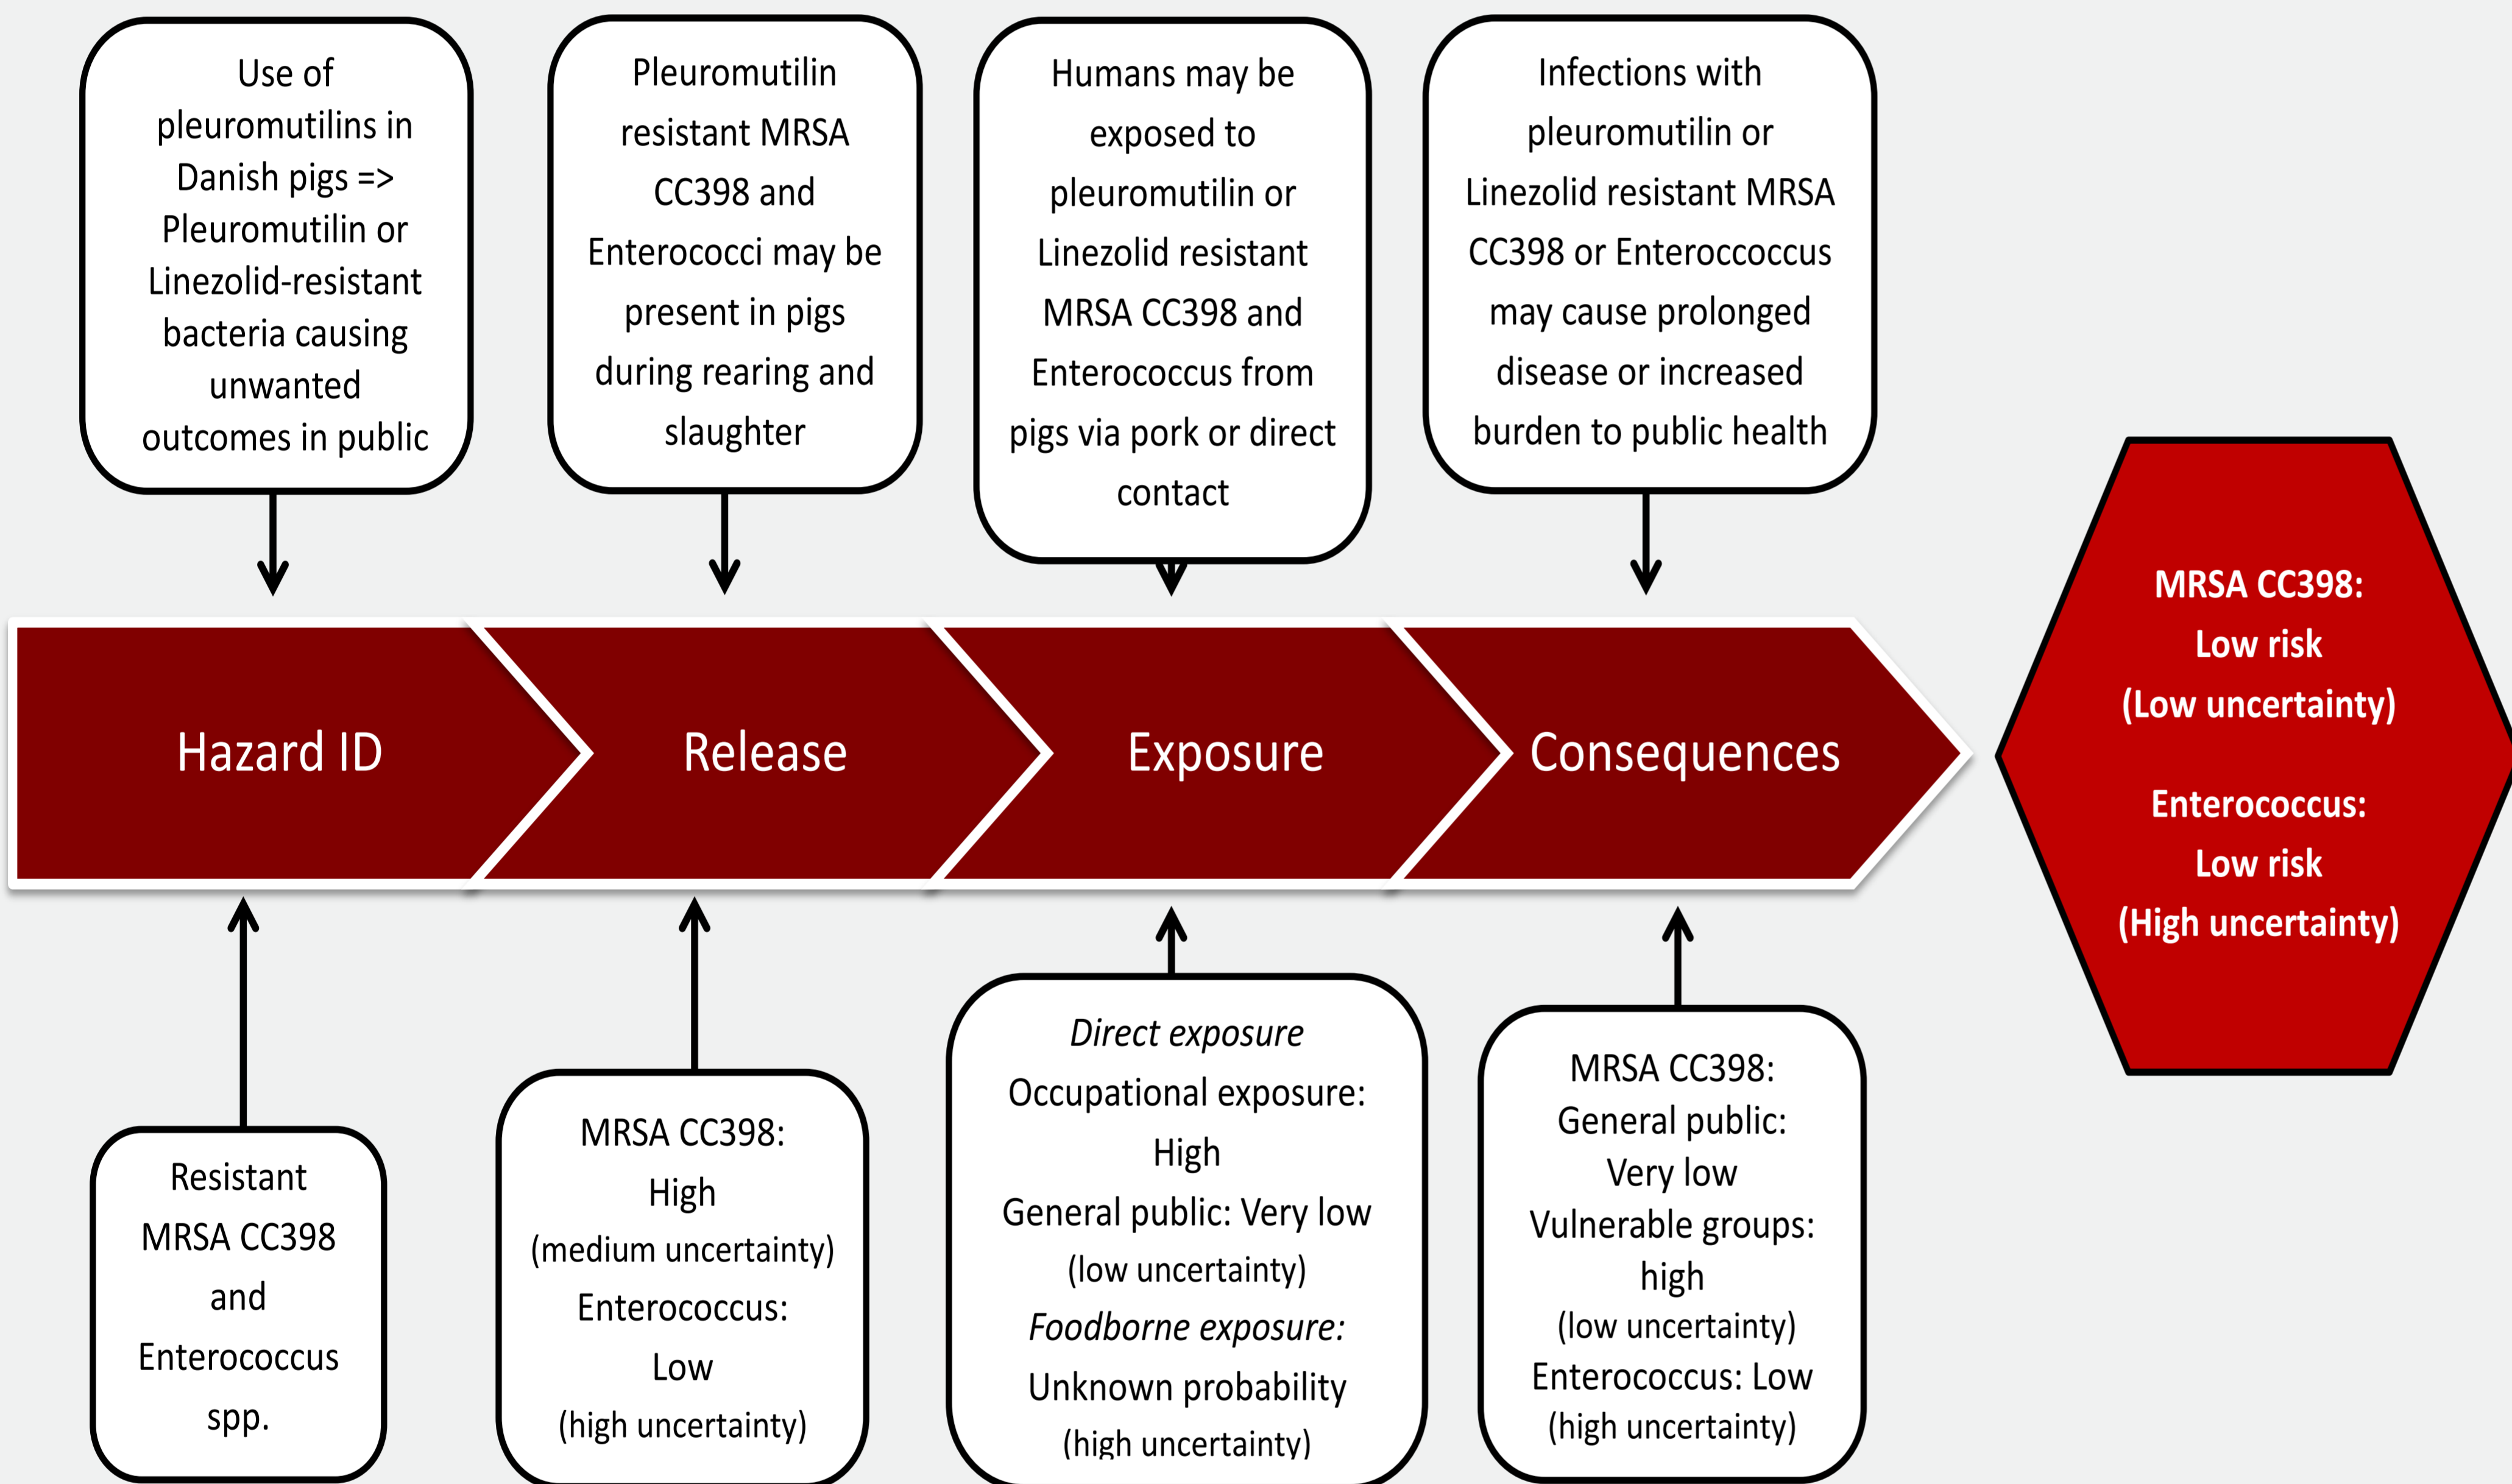 Use of
pleuromutilins in
Danish pigs =>
Pleuromutilin or
Linezolid-resistant
bacteria causing
unwanted
outcomes in public
Pleuromutilin
resistant MRSA
CC398 and
Enterococci may be
present in pigs
during rearing and
slaughter
Humans may be
exposed to
pleuromutilin or
Linezolid resistant
MRSA CC398 and
Enterococcus from
pigs via pork or direct
contact
Infections with
pleuromutilin or
Linezolid resistant MRSA
CC398 or Enteroccoccus
may cause prolonged
disease or increased
burden to public health
Hazard ID
Release
Exposure
Consequences
MRSA CC398:
Low risk
(Low uncertainty)
Enterococcus:
Low risk
(High uncertainty)
Resistant
MRSA CC398
and
Enterococcus
spp.
MRSA CC398:
High
(medium uncertainty)
Enterococcus:
Low
(high uncertainty)
Direct exposure
Occupational exposure:
High
General public: Very low
(low uncertainty)
Foodborne exposure:
Unknown probability
(high uncertainty)
MRSA CC398:
General public:
Very low
Vulnerable groups:
high
(low uncertainty)
Enterococcus: Low
(high uncertainty)